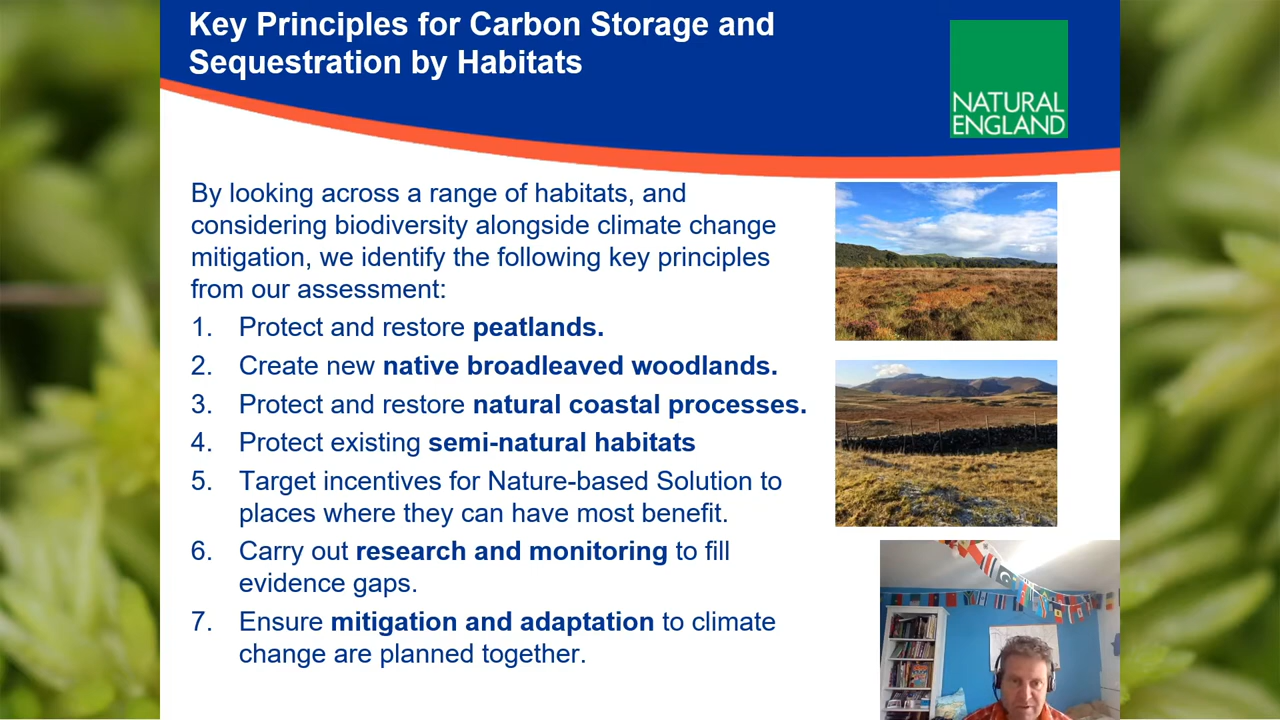 Key Principles for Carbon Storage and
Sequestration by Habitats
NATURAL
ENGLAND
By looking across a range of habitats, and
considering biodiversity alongside climate change
mitigation, we identify the following key principles
from our assessment:
1. Protect and restore peatlands.
2. Create new native broadleaved woodlands.
3. Protect and restore natural coastal processes.
4. Protect existing semi-natural habitats
5. Target incentives for Nature-based Solution to
places where they can have most benefit.
6. Carry out research and monitoring to fill
evidence gaps.
7. Ensure mitigation and adaptation to climate
change are planned together.